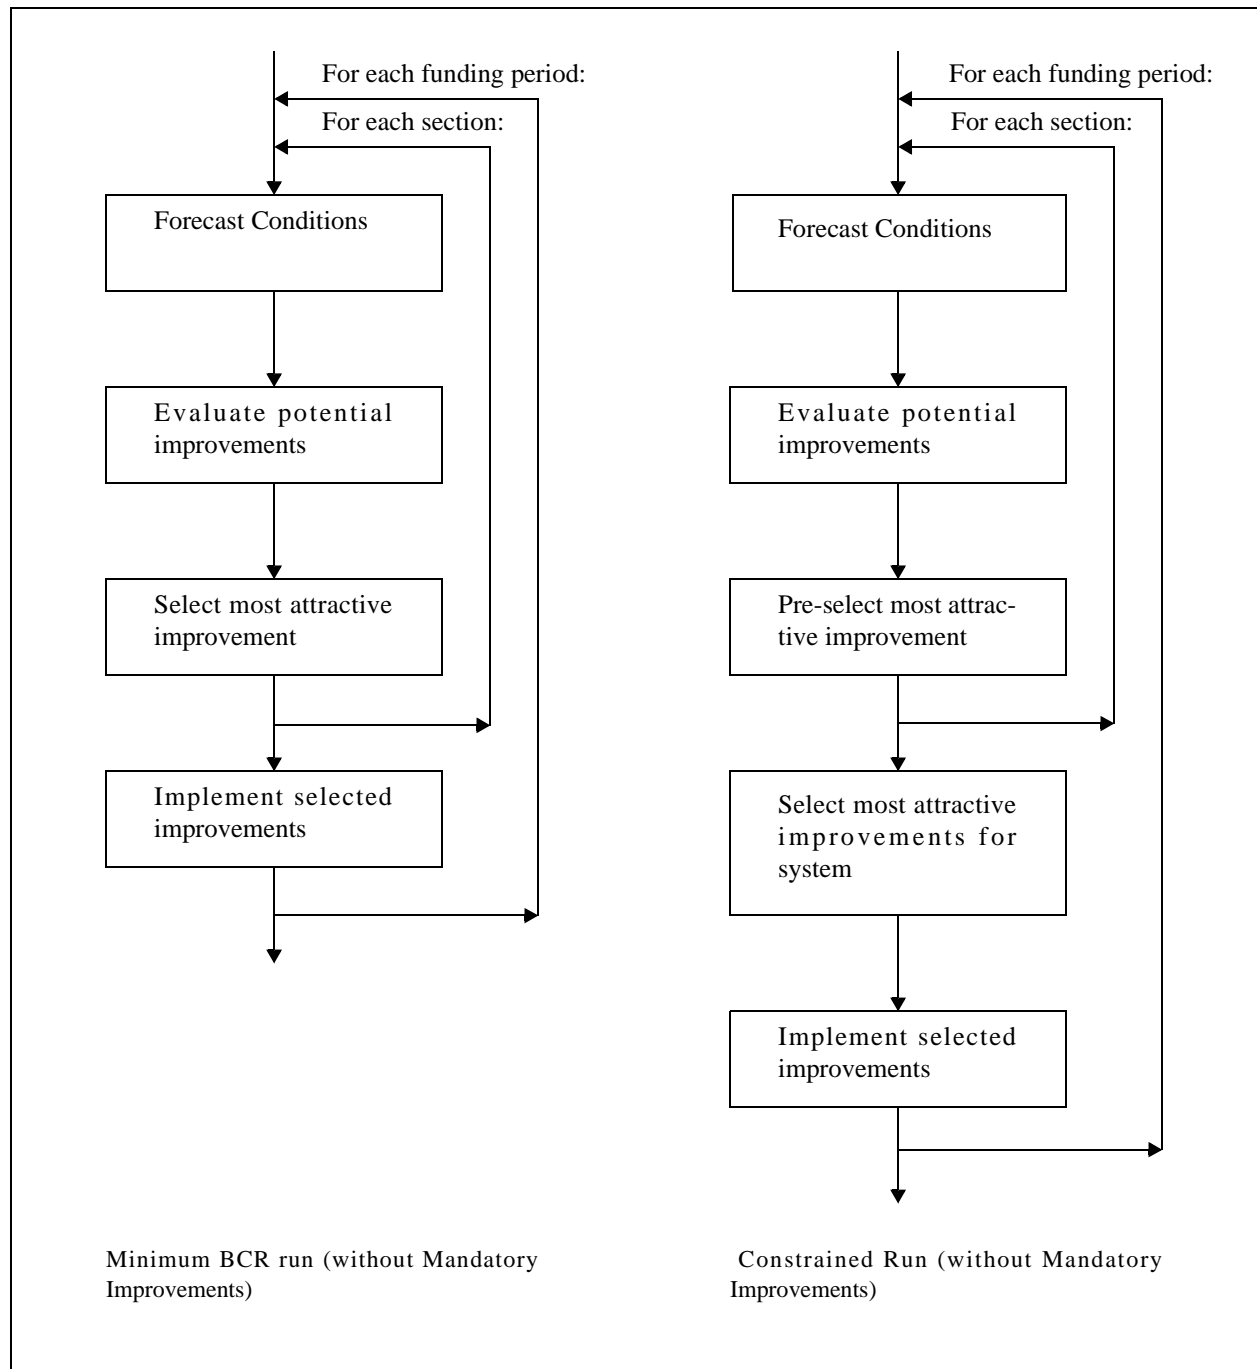 For each funding period:
For each section:
Forecast Conditions
Evaluate potential
improvements
Select most attractive
improvement
Implement selected
improvements
Minimum BCR run (without Mandatory
Improvements)
For each funding period:
For each section:
Forecast Conditions
Evaluate potential
improvements
Pre-select most attrac-
tive improvement
Select most attractive
improvements for
system
Implement selected
improvements
Constrained Run (without Mandatory
Improvements)